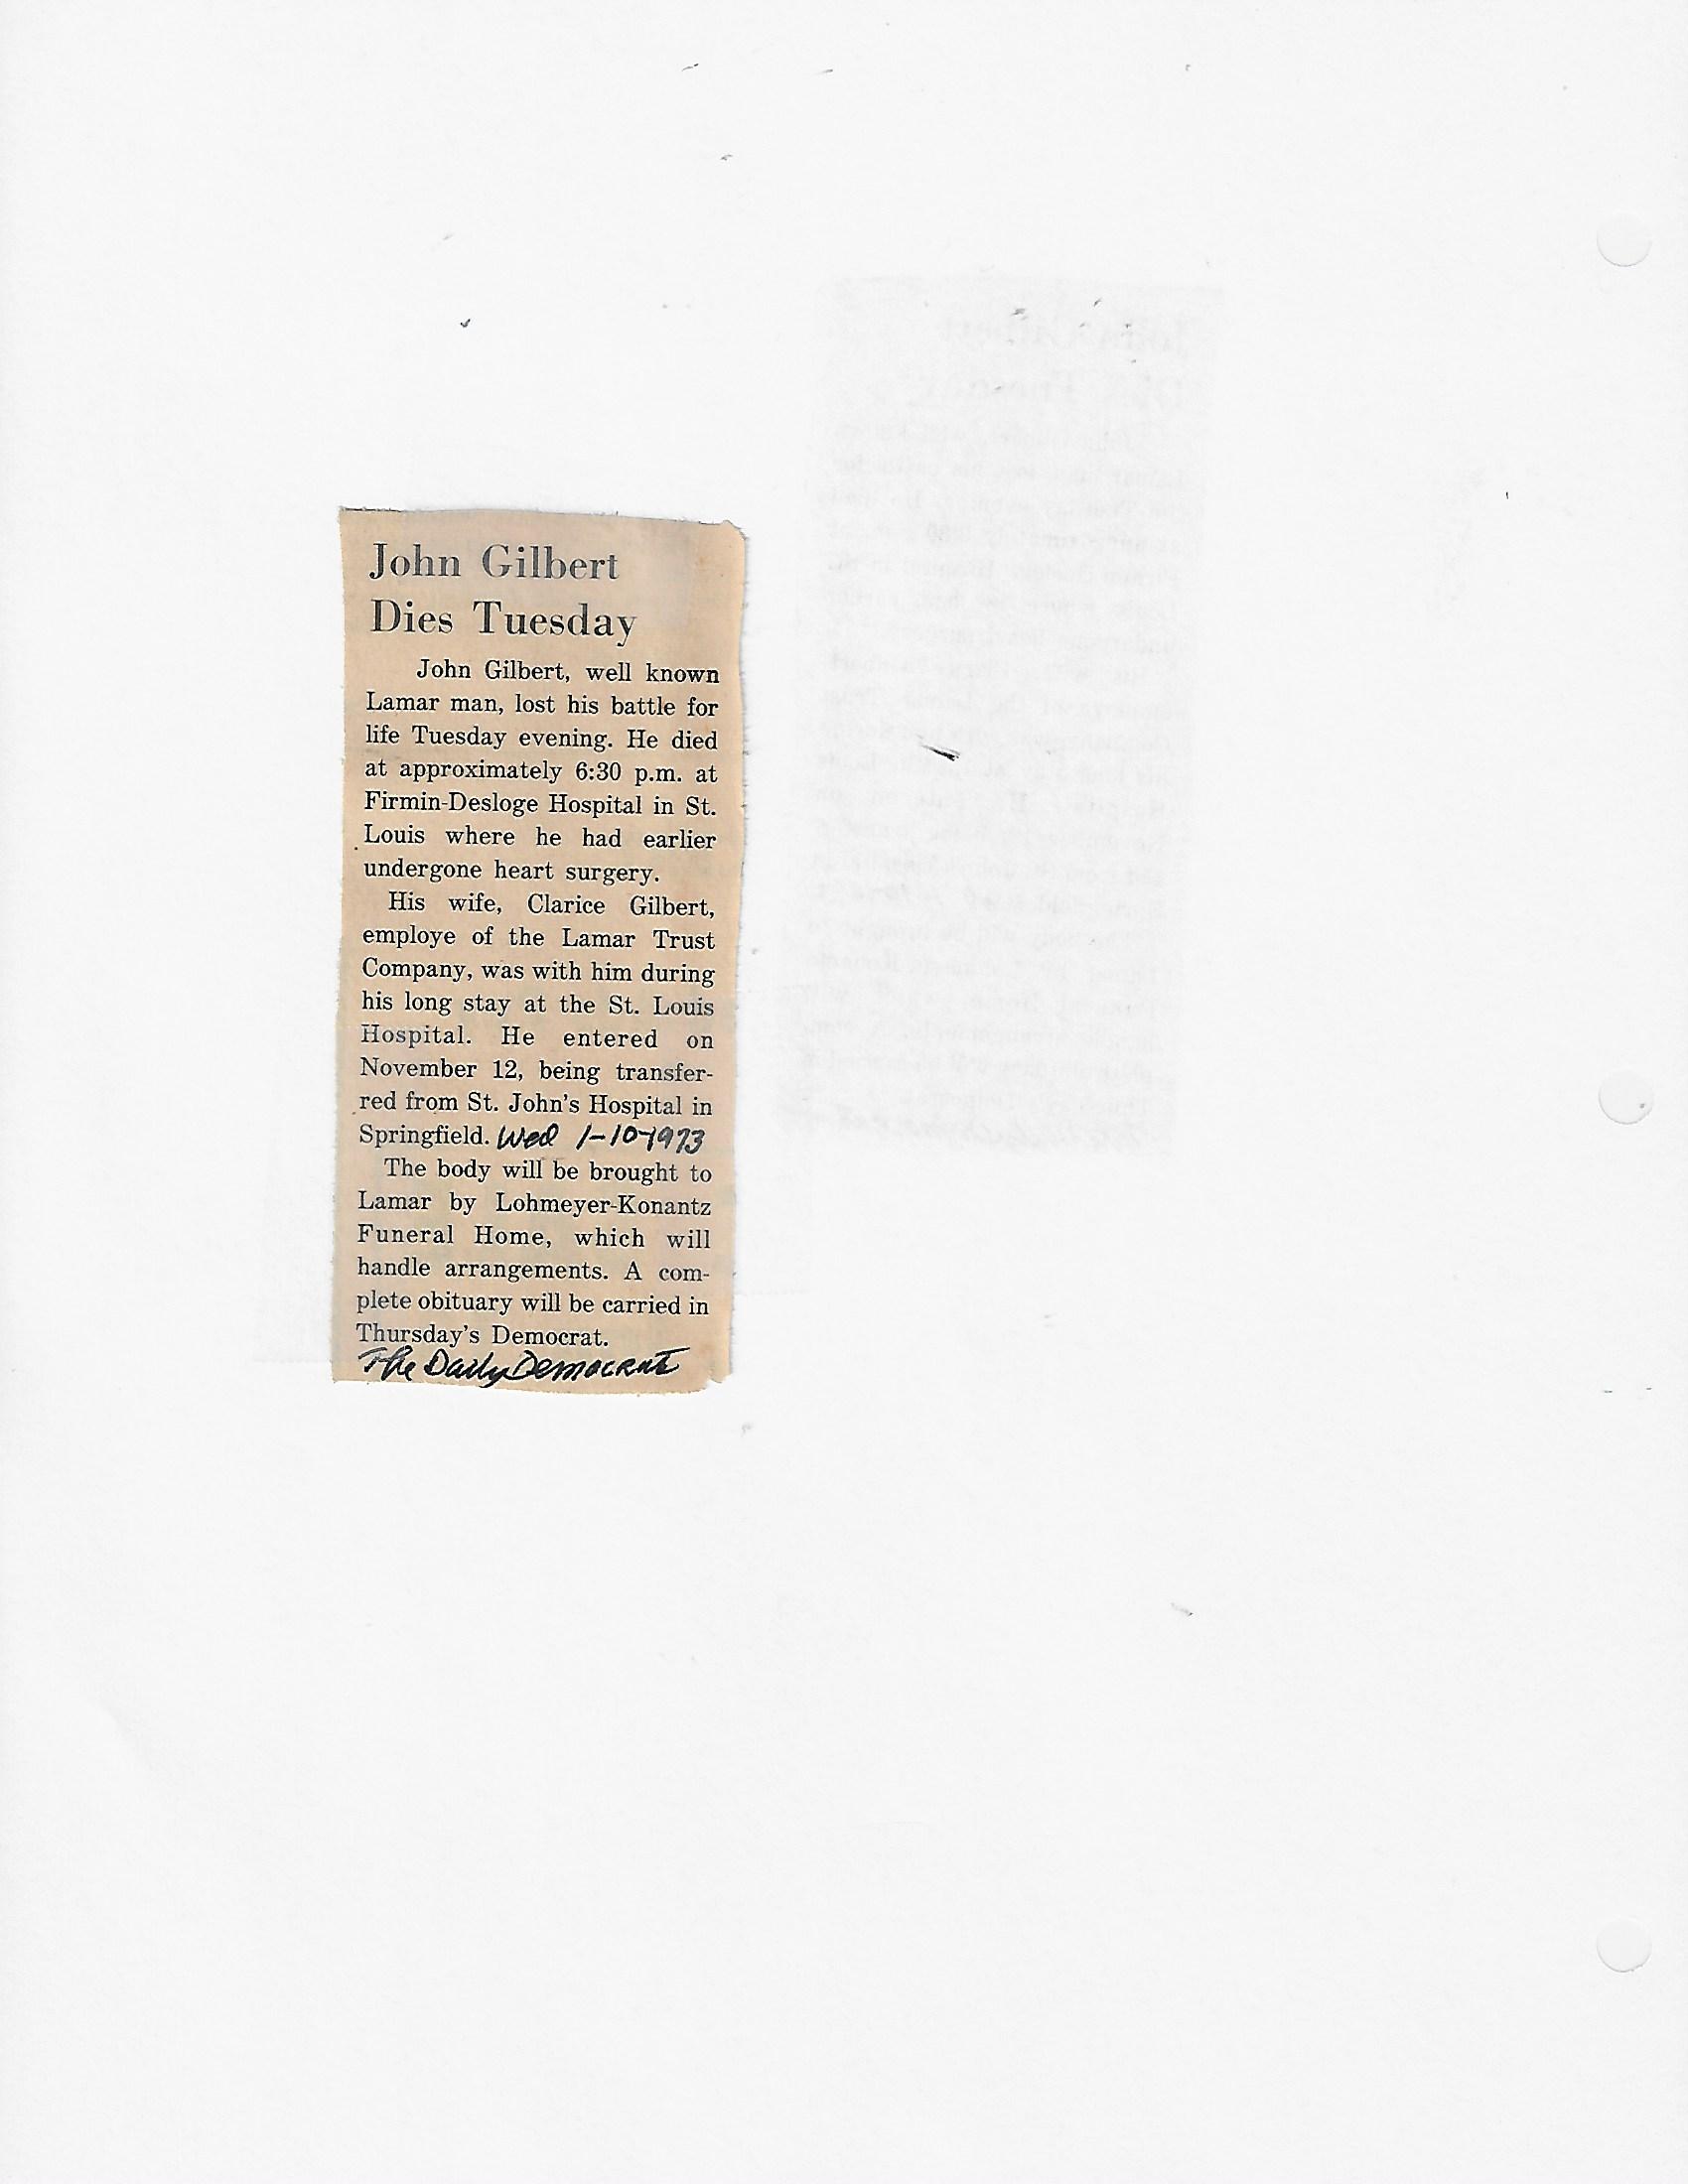 John Gilbert
Dies Tuesday
John Gilbert, well known
Lamar man, lost his battle for
life Tuesday evening. He died
at approximately 6:30 p.m. at
Firmin-Desloge Hospital in St.
Louis where he had earlier
undergone heart surgery.
His wife, Clarice Gilbert,
employe of the Lamar Trust
Company, was with him during
his long stay at the St. Louis
Hospital. He entered on
November 12, being transfer-
red from St. John's Hospital in
Springfield. Wed 1-10-1973
The body will be brought to
Lamar by Lohmeyer-Konantz
Funeral Home, which will
handle arrangements. A com-
plete obituary will be carried in
Thursday's Democrat.
The Daily Democrat